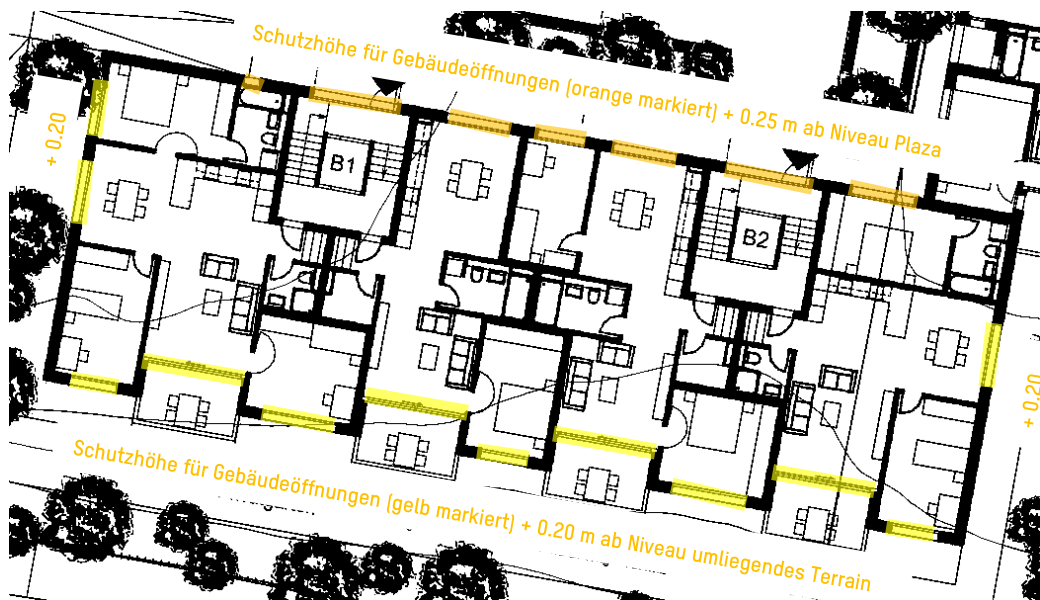 Schutzhöhe für Gebäudeöffnungen (orange markiert) + 0.25 m ab Niveau Plaza
+ 0.20
B1
B2
+ 0.20
Schutzhöhe für Gebäudeöffnungen (gelb markiert) + 0.20 m ab Niveau umliegendes Terrain